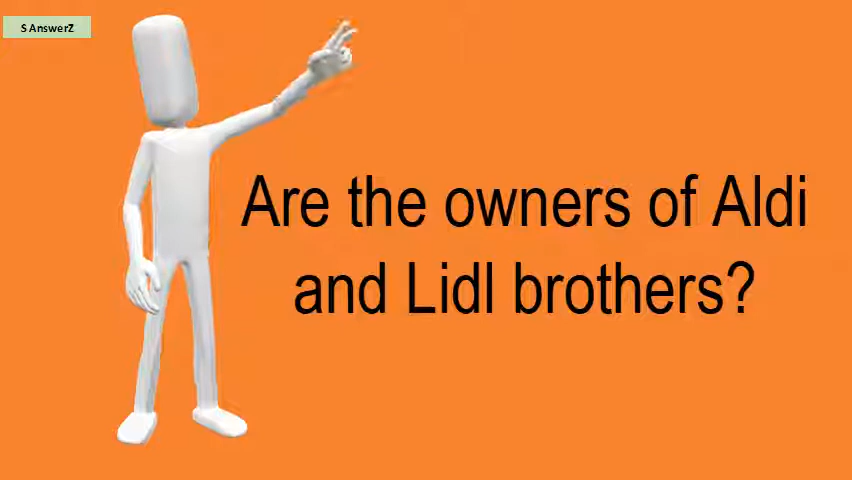 S AnswerZ
Are the owners of Aldi
and Lidl brothers?